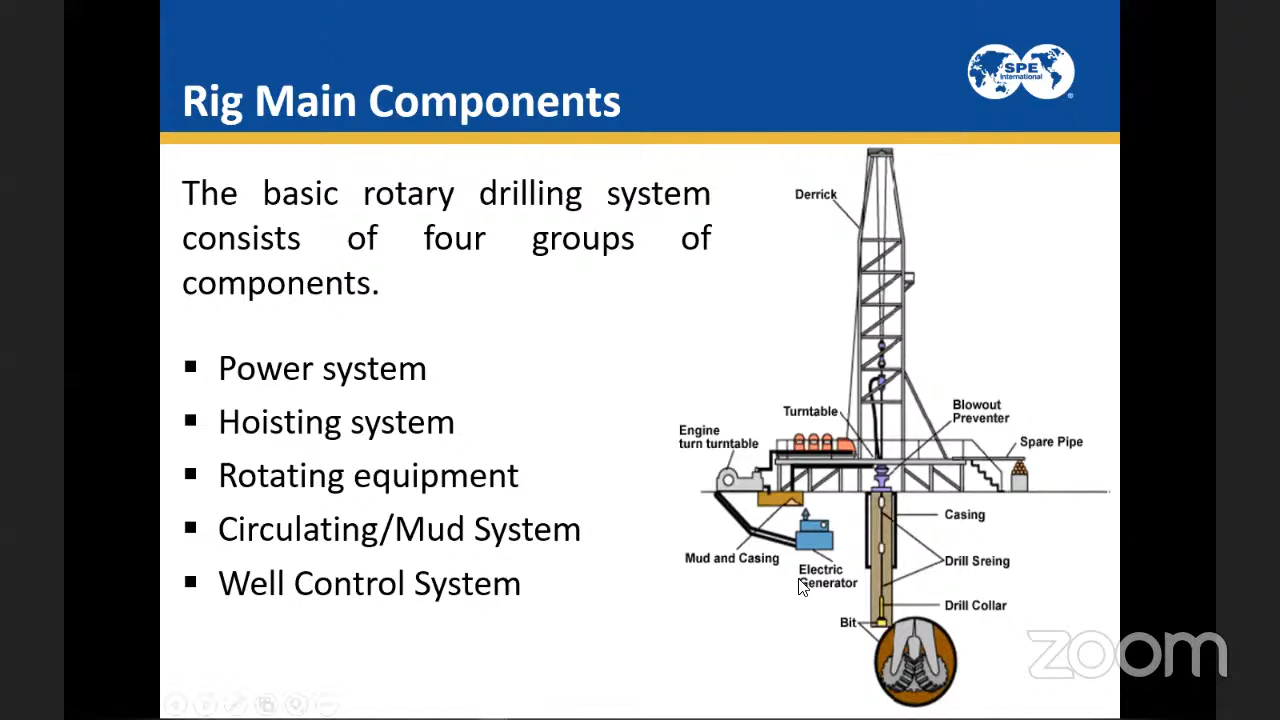 SPE
International
Rig Main Components
The basic rotary drilling system
consists of four groups of
components.
▪ Power system
▪ Hoisting system
▪ Rotating equipment
▪ Circulating/Mud System
▪ Well Control System
Derrick
Turntable
Blowout
Preventer
Engine
turn turntable
Spare Pipe
Casing
Mud and Casing
Electric
Generator
Drill Sreing
Drill Collar
Bit
zoom